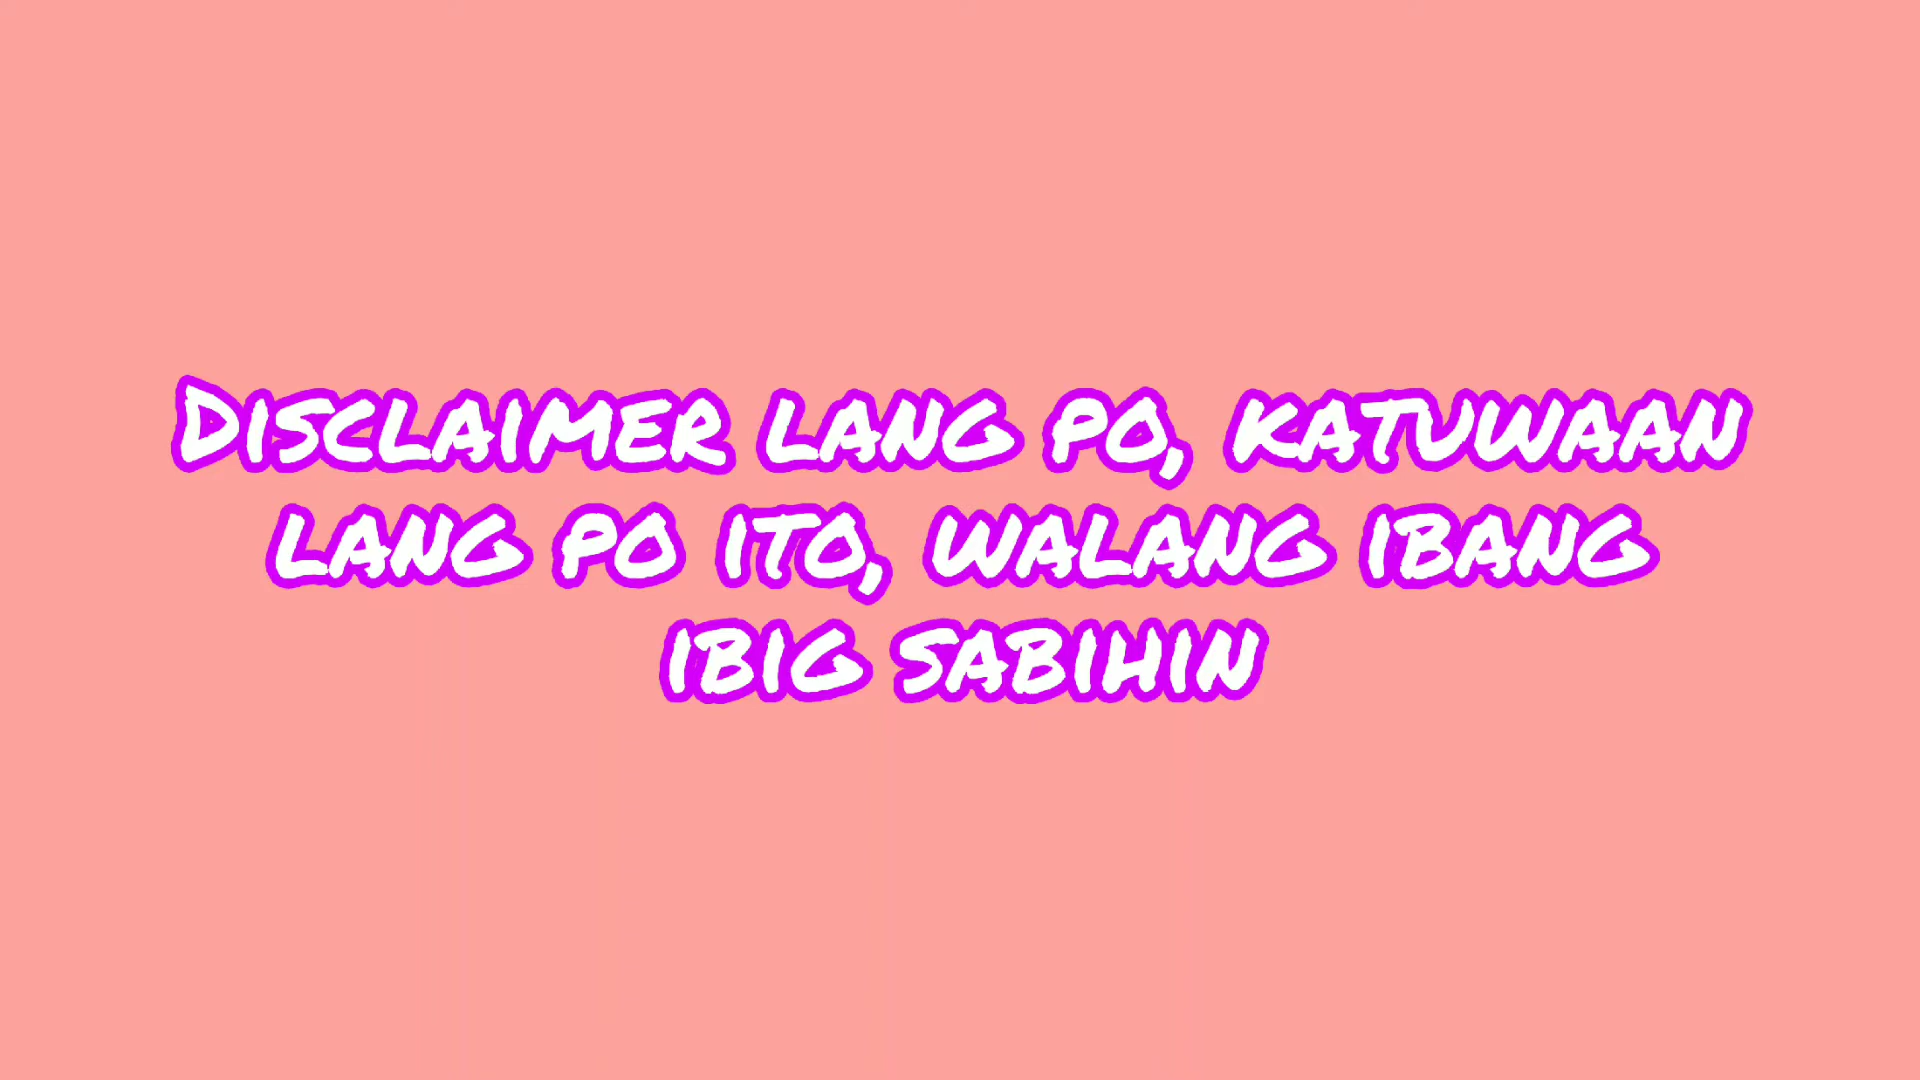 Disclaimer lang po, katuwaan
lang po ito, walang ibang
ibig sabihin